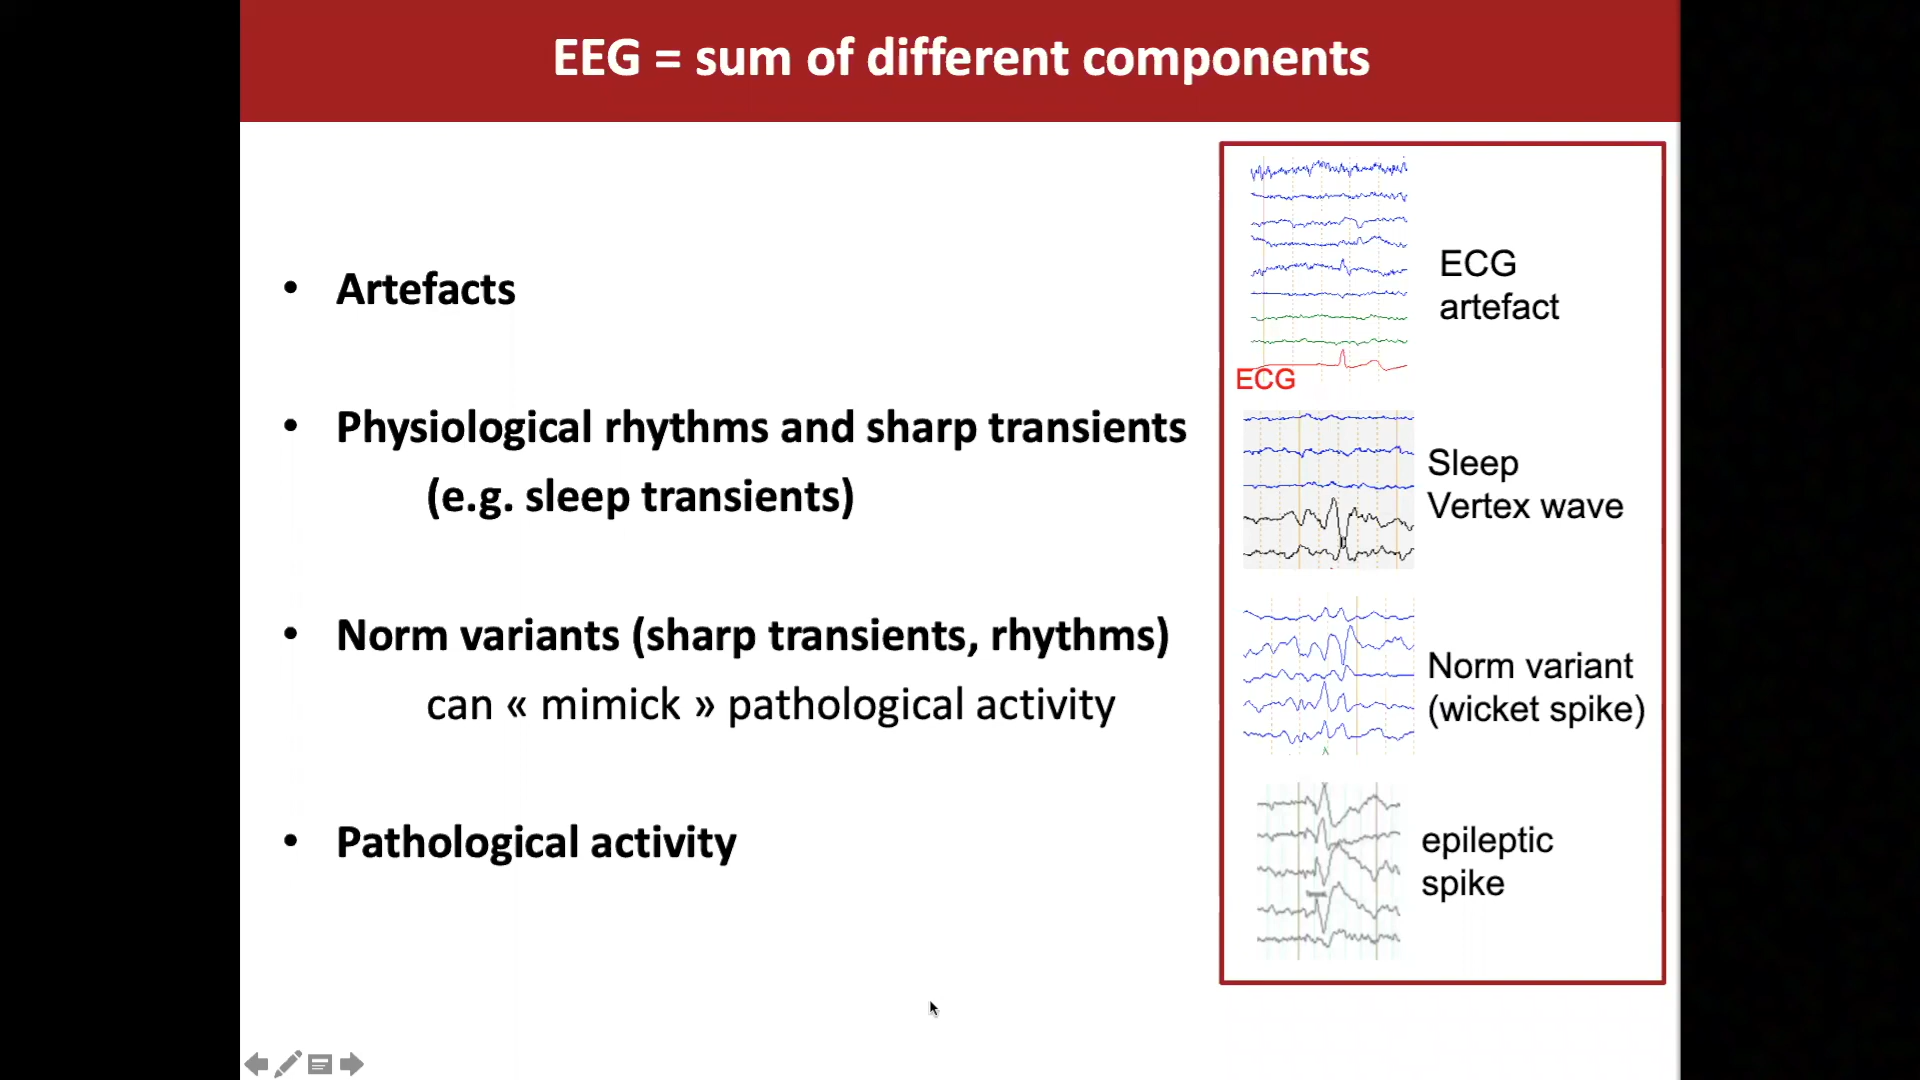 EEG = sum of different components
• Artefacts
• Physiological rhythms and sharp transients
(e.g. sleep transients)
• Norm variants (sharp transients, rhythms)
can « mimick » pathological activity
• Pathological activity
ECG
artefact
ECG
Sleep
Vertex wave
Norm variant
(wicket spike)
epileptic
spike